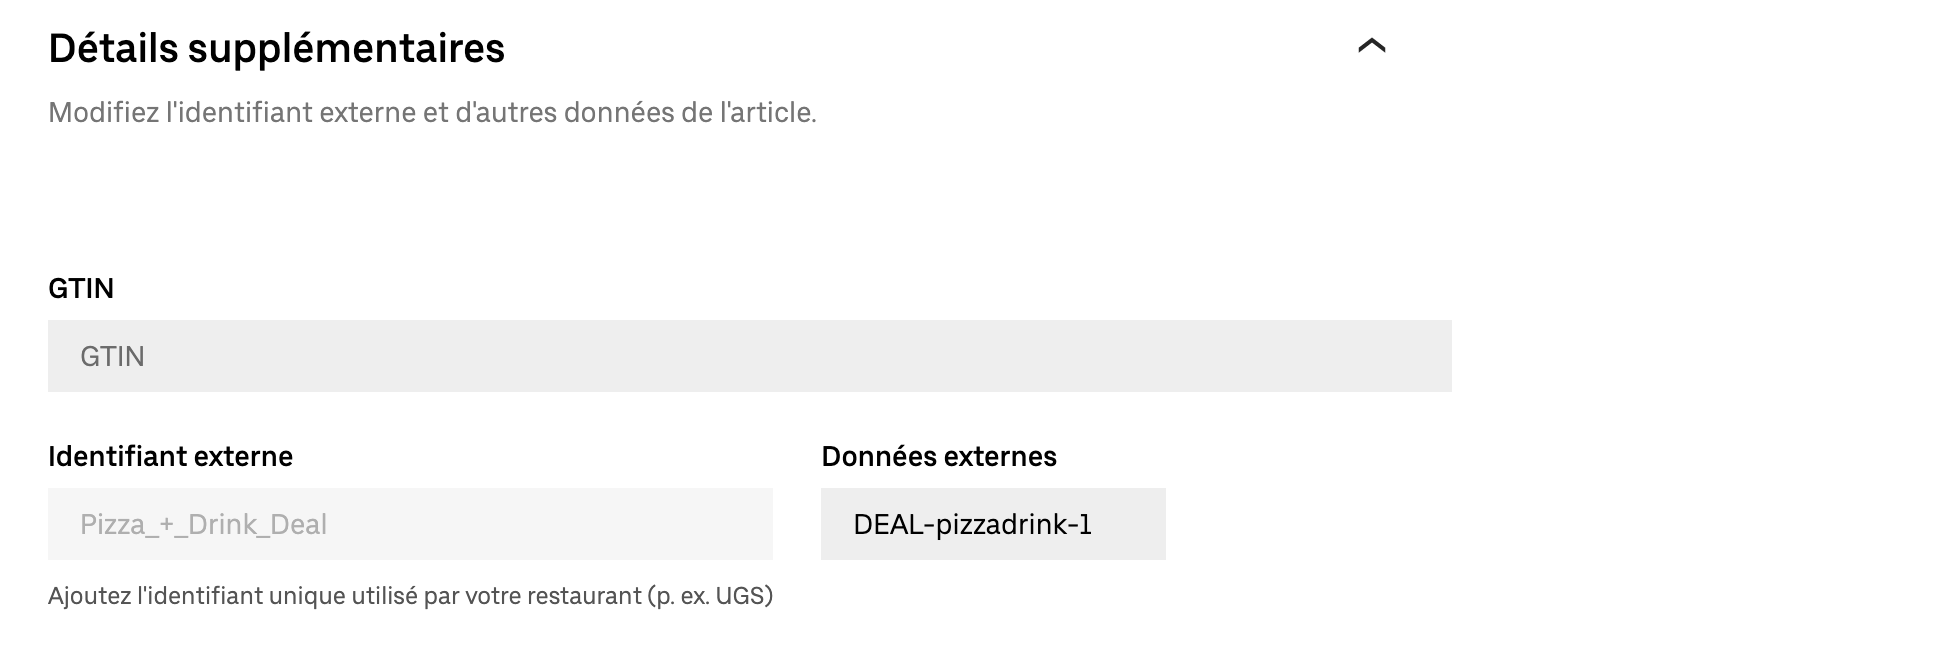 Détails supplémentaires
Modifiez l'identifiant externe et d'autres données de l'article.
GTIN
GTIN
Identifiant externe
Données externes
Pizza_+_Drink_Deal
DEAL-pizzadrink-1
Ajoutez l'identifiant unique utilisé par votre restaurant (p. ex. UGS)